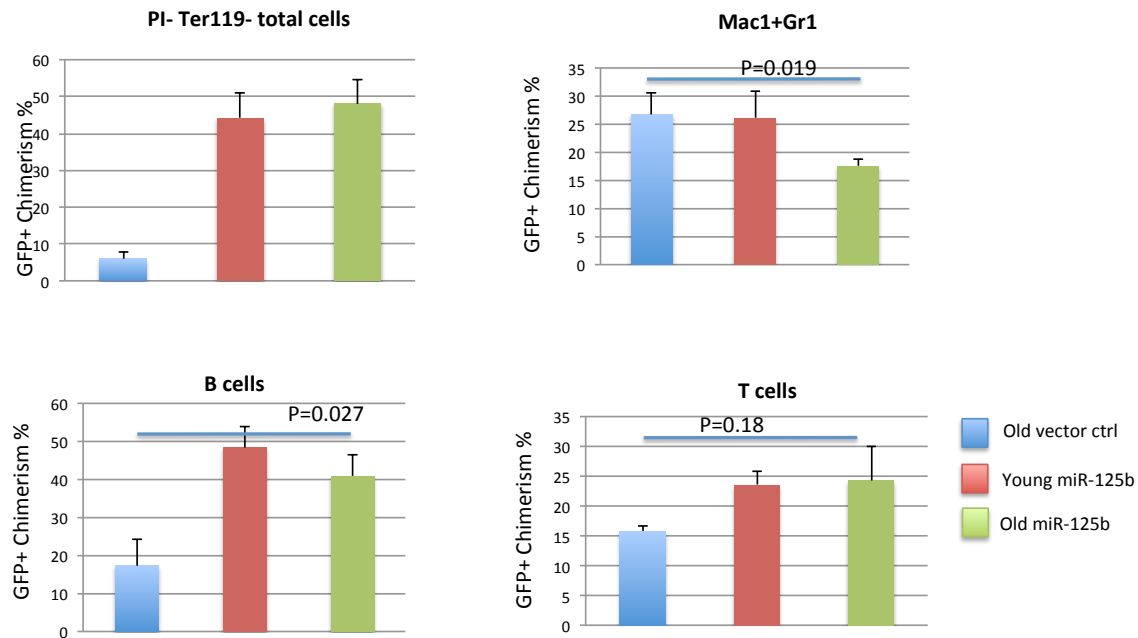 PI- Ter119- total cells
GFP+ Chimerism %
60
50
40
30
20
10
0
Mac1+Gr1
P=0.019
GFP+ Chimerism %
35
30
25
20
15
10
5
0
B cells
P=0.027
GFP+ Chimerism %
60
50
40
30
20
10
0
T cells
P=0.18
GFP+ Chimerism %
35
30
25
20
15
10
5
0
Old vector ctrl
Young miR-125b
Old miR-125b